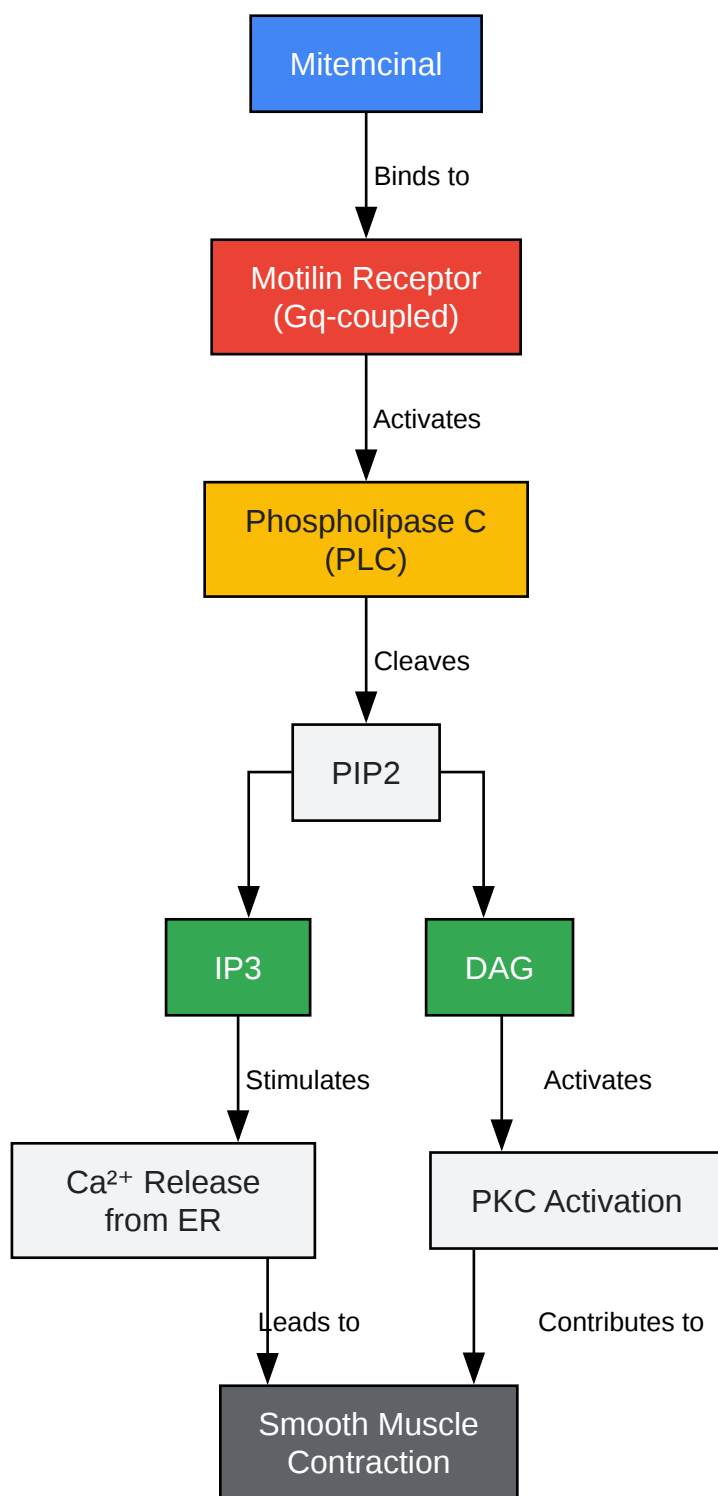 Mitemcinal
Binds to
Motilin Receptor
(Gq-coupled)
Activates
Phospholipase C
(PLC)
Cleaves
PIP2
IP3
DAG
Stimulates
Activates
Ca²⁺ Release
from ER
PKC Activation
Leads to
Contributes to
Smooth Muscle
Contraction